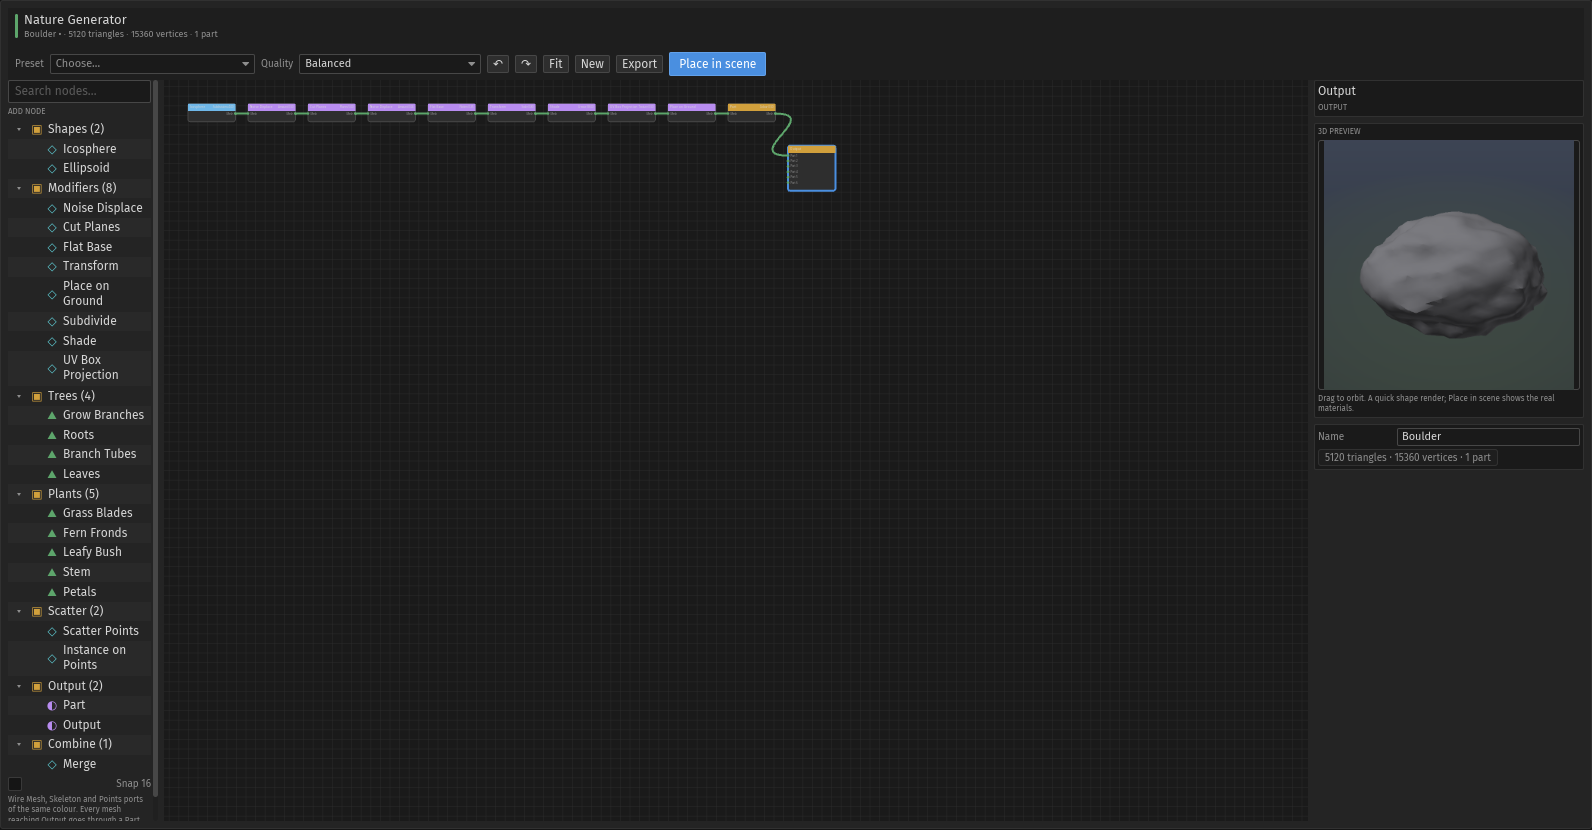 Nature Generator
Boulder • · 5120 triangles · 15360 vertices · 1 part
Preset Choose... Quality Balanced ↶ ↷ Fit New Export Place in scene
Search nodes...
ADD NODE
Shapes (2)
Icosphere
Ellipsoid
Modifiers (8)
Noise Displace
Cut Planes
Flat Base
Transform
Place on
Ground
Subdivide
Shade
UV Box
Projection
Trees (4)
Grow Branches
Roots
Branch Tubes
Leaves
Plants (5)
Grass Blades
Fern Fronds
Leafy Bush
Stem
Petals
Scatter (2)
Scatter Points
Instance on
Points
Output (2)
Part
Output
Combine (1)
Merge
Snap 16
Wire Mesh, Skeleton and Points ports
of the same colour. Every mesh
reaching Output goes through a Part
Output
OUTPUT
3D PREVIEW
Drag to orbit. A quick shape render; Place in scene shows the real
materials.
Name Boulder
5120 triangles · 15360 vertices · 1 part